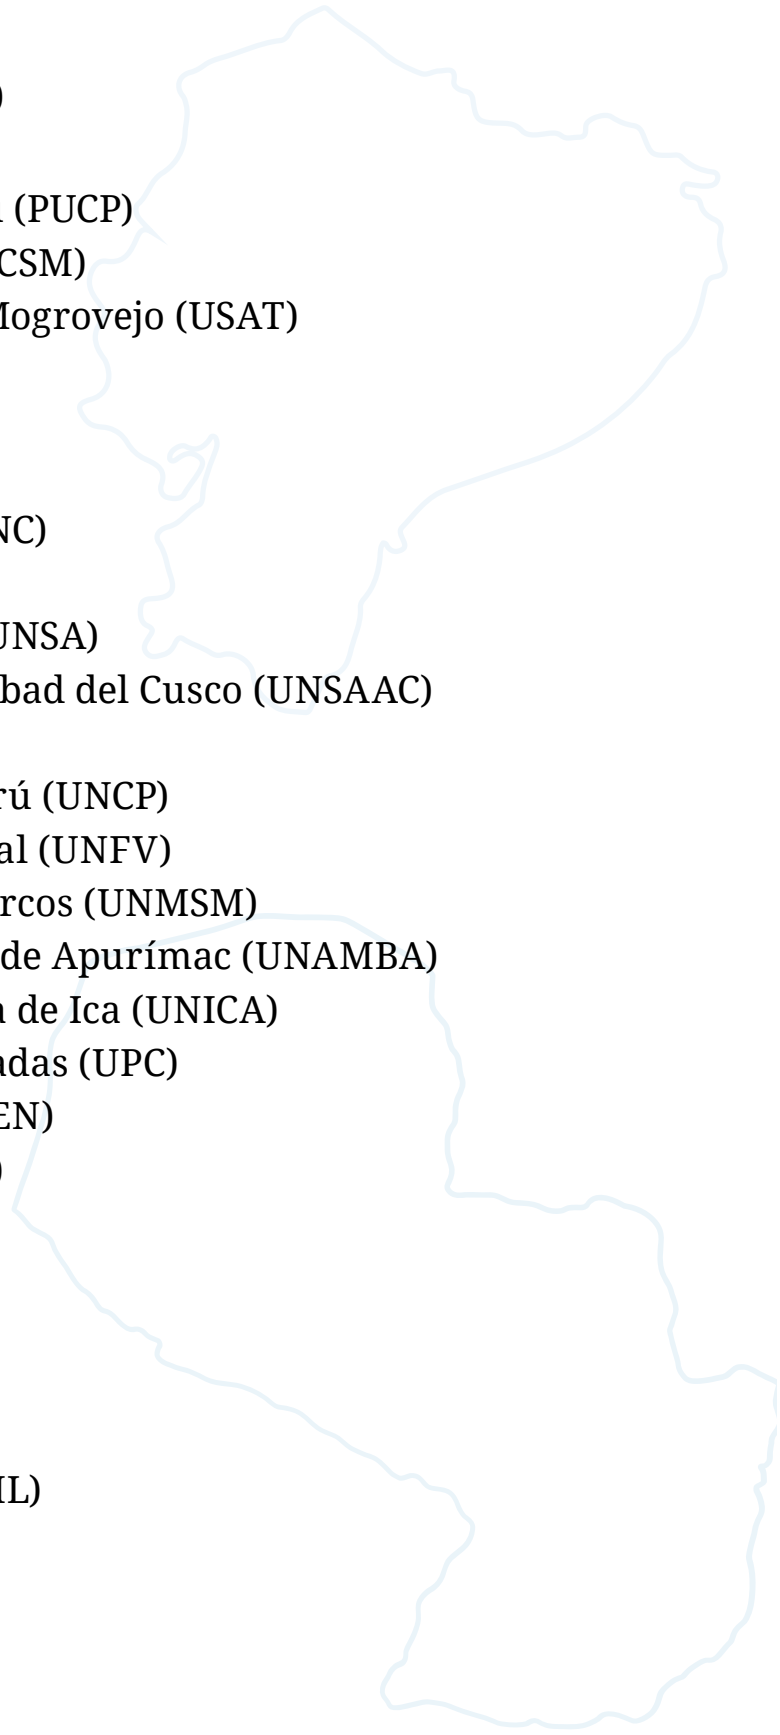 )
(PUCP)
CSM)
Mogrovejo (USAT)
NC)
UNSA)
bad del Cusco (UNSAAC)
rú (UNCP)
al (UNFV)
rcos (UNMSM)
de Apurímac (UNAMBA)
a de Ica (UNICA)
adas (UPC)
EN)
)
IL)